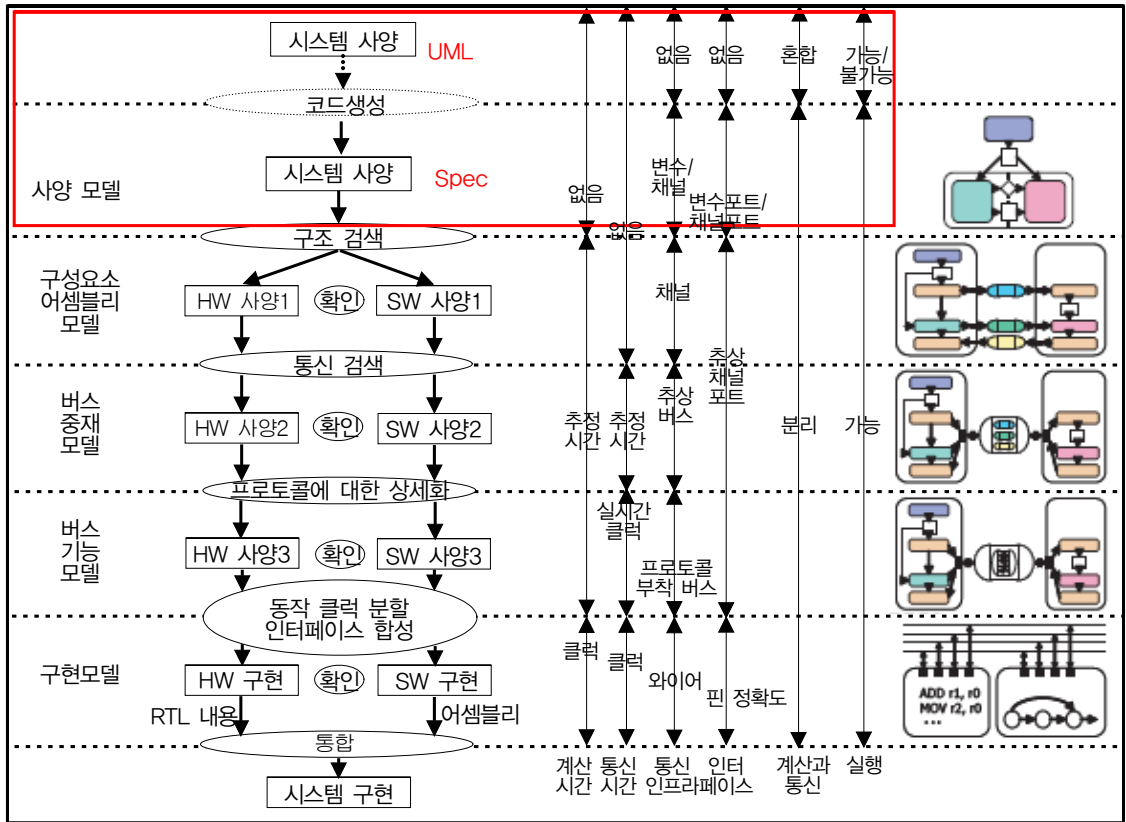 시스템 사양
UML
코드생성
시스템 사양
Spec
사양 모델
구조 검색
구성요소
어셈블리
모델
HW 사양1
확인
SW 사양1
통신 검색
버스
중재
모델
HW 사양2
확인
SW 사양2
프로토콜에 대한 상세화
버스
기능
모델
HW 사양3
확인
SW 사양3
동작 클럭 분할
인터페이스 합성
구현모델
HW 구현
확인
SW 구현
RTL 내용
어셈블리
통합
시스템 구현
없음
추정
시간
클럭
계산
시간
없음
추정
시간
실시간
클럭
클럭
통신
시간
없음
변수/
채널
채널
추상
버스
프로토콜
부착 버스
와이어
통신
인프라
없음
변수포트/
채널포트
추상
채널
포트
핀 정확도
인터
페이스
혼합
분리
계산과
통신
가능/
불가능
가능
실행
ADD r1, r0
MOV r2, r0
...